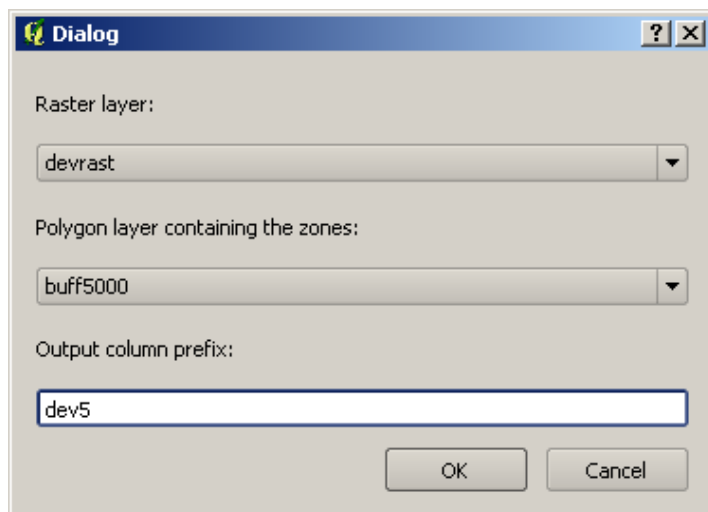 Dialog
Raster layer:
devrast
Polygon layer containing the zones:
buff5000
Output column prefix:
dev5
OK Cancel